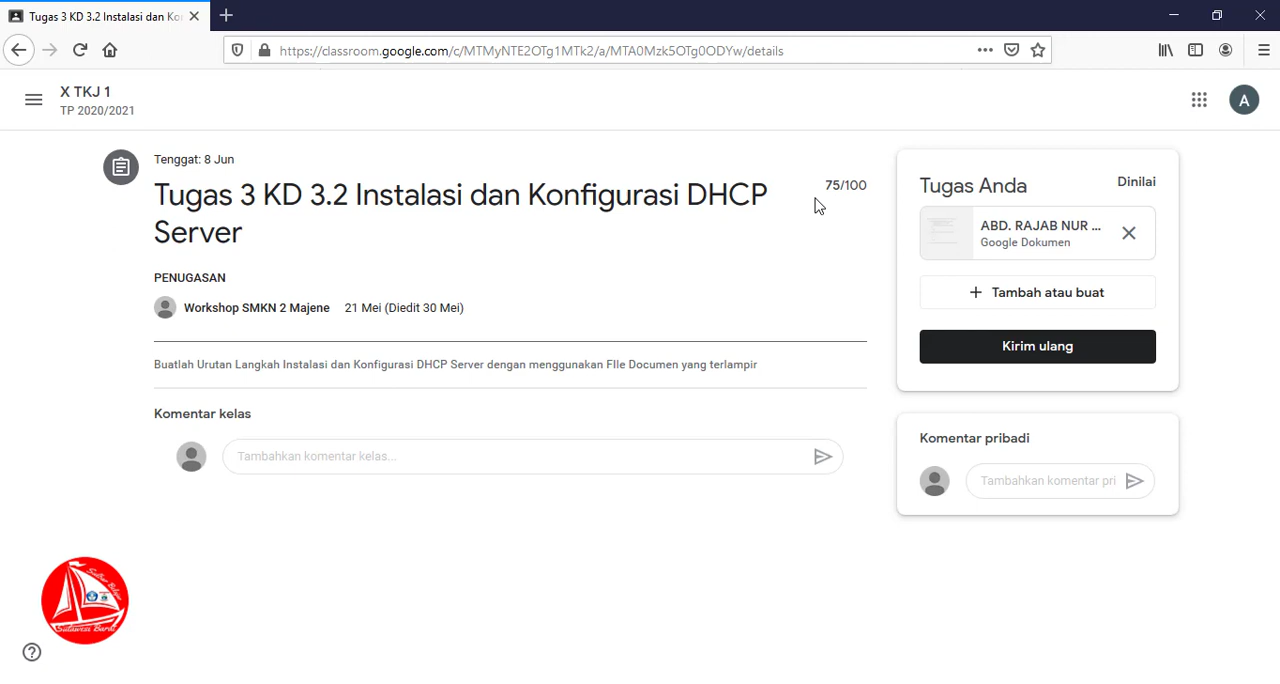 Tugas 3 KD 3.2 Instalasi dan Ko
https://classroom.google.com/c/MTMyNTE2OTg1MTk2/a/MTA0Mzk5OTg0ODYw/details
X TKJ 1
TP 2020/2021
A
Tenggat: 8 Jun
Tugas 3 KD 3.2 Instalasi dan Konfigurasi DHCP
Server
75/100
PENUGASAN
Workshop SMKN 2 Majene 21 Mei (Diedit 30 Mei)
Buatlah Urutan Langkah Instalasi dan Konfigurasi DHCP Server dengan menggunakan FIle Documen yang terlampir
Komentar kelas
Tambahkan komentar kelas...
Tugas Anda
Dinilai
ABD. RAJAB NUR ...
Google Dokumen
Tambah atau buat
Kirim ulang
Komentar pribadi
Tambahkan komentar pri
Sulawesi Barat